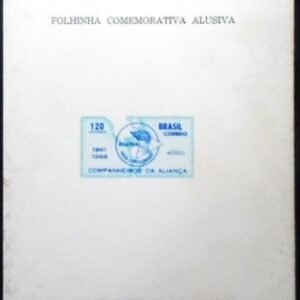 FOLHINHA COMEMORATIVA ALUSIVA
120
BRASIL
CORREIO
1961
1966
AÉREO
COMPANHEIROS DA ALIANÇA